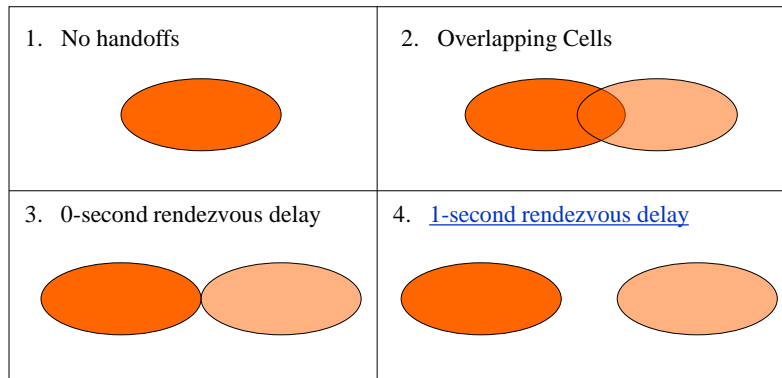 1. No handoffs
2. Overlapping Cells
3. 0-second rendezvous delay
4. 1-second rendezvous delay